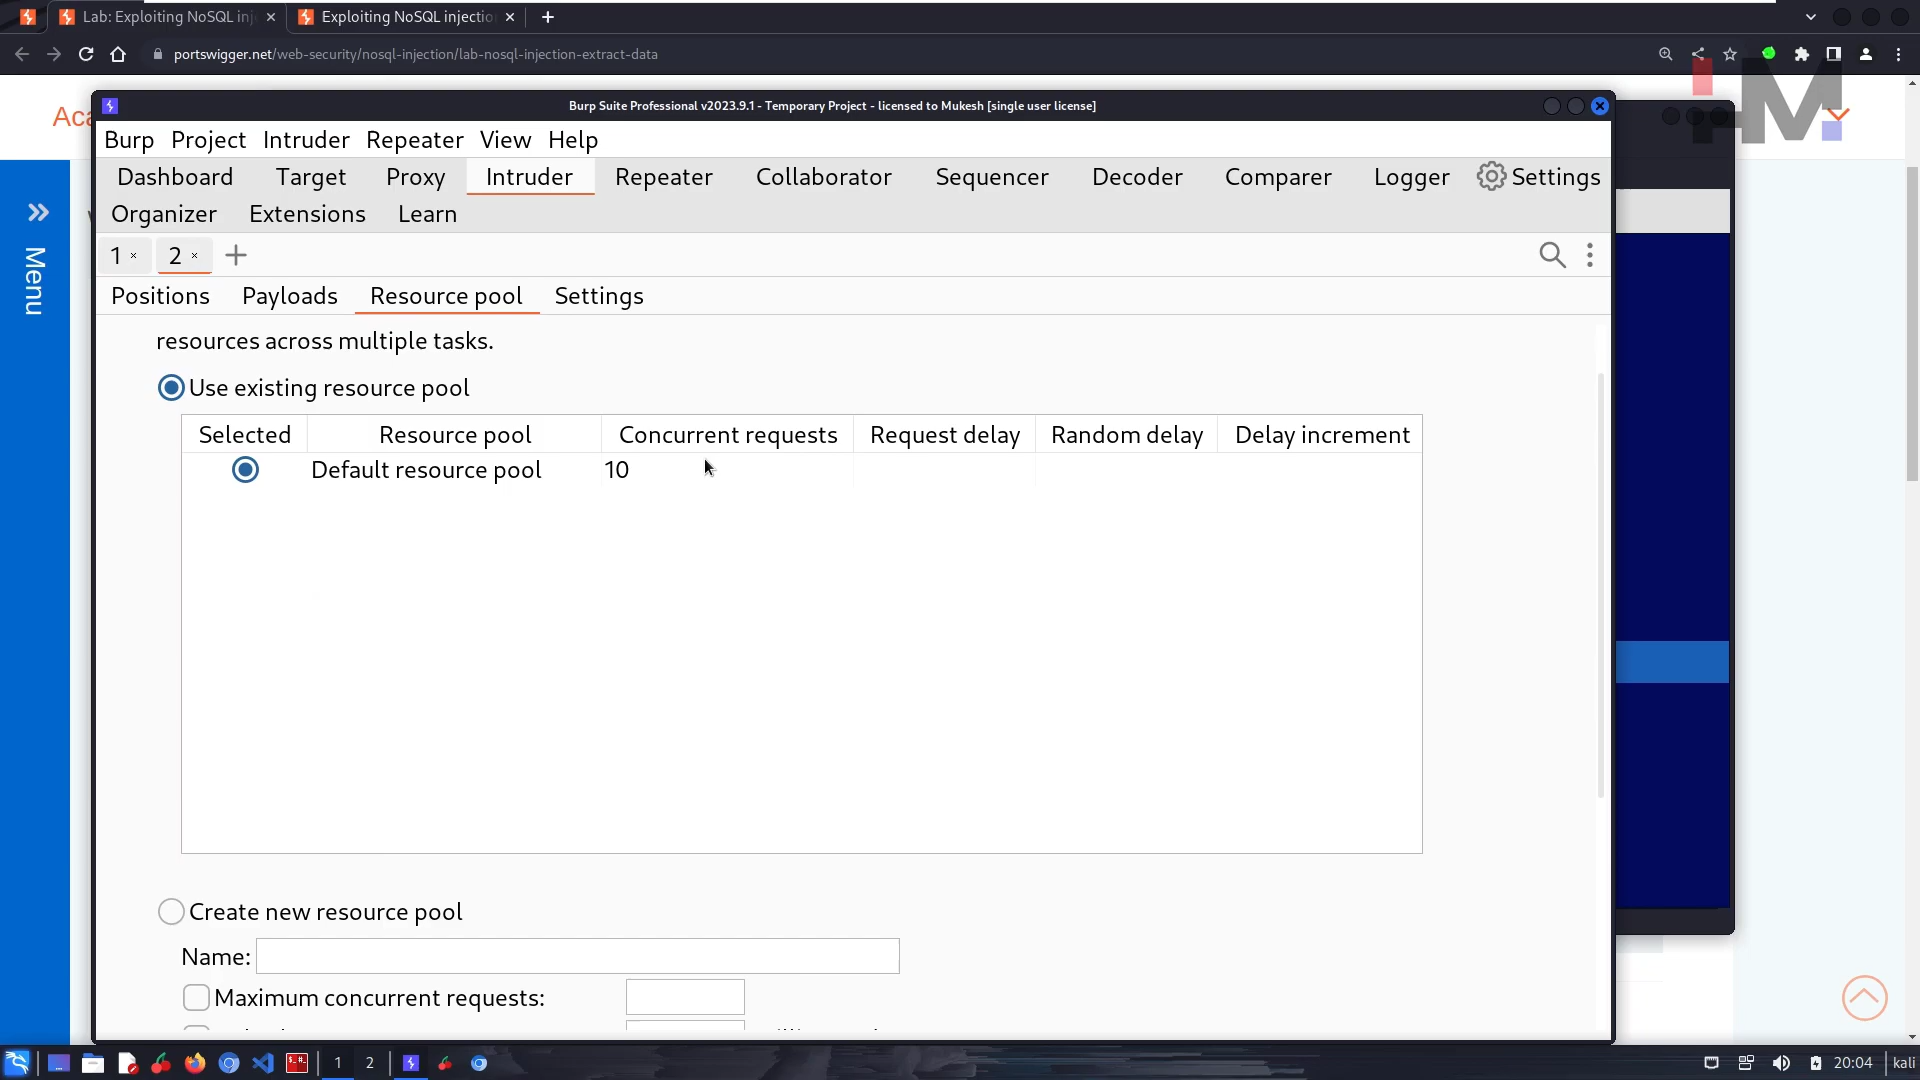 Lab: Exploiting NoSQL inj
Exploiting NoSQL injectio
portswigger.net/web-security/nosql-injection/lab-nosql-injection-extract-data
Aca
Burp Suite Professional v2023.9.1 - Temporary Project - licensed to Mukesh [single user license]
Burp Project Intruder Repeater View Help
Dashboard Target Proxy Intruder Repeater Collaborator Sequencer Decoder Comparer Logger Settings
Organizer Extensions Learn
1 × 2 × +
Positions Payloads Resource pool Settings
Menu
resources across multiple tasks.
Use existing resource pool
Selected Resource pool Concurrent requests Request delay Random delay Delay increment
Default resource pool 10
Create new resource pool
Name:
Maximum concurrent requests:
1 2 20:04 kali